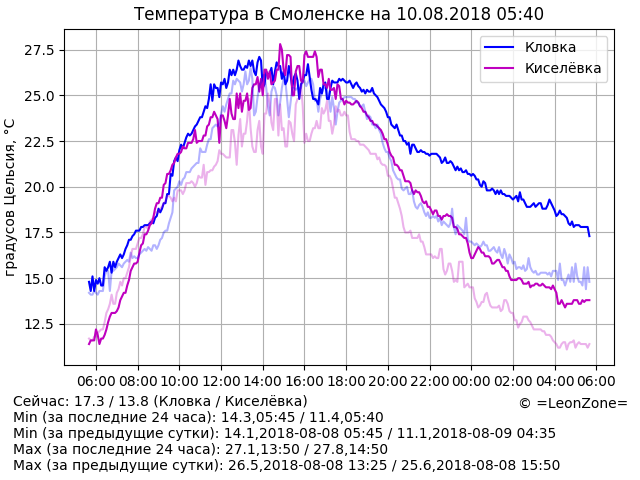 Температура в Смоленске на 10.08.2018 05:40
Кловка
Киселёвка
градусов Цельсия, °C
27.5
25.0
22.5
20.0
17.5
15.0
12.5
06:00 08:00 10:00 12:00 14:00 16:00 18:00 20:00 22:00 00:00 02:00 04:00 06:00
Сейчас: 17.3 / 13.8 (Кловка / Киселёвка)
© =LeonZone=
Min (за последние 24 часа): 14.3,05:45 / 11.4,05:40
Min (за предыдущие сутки): 14.1,2018-08-08 05:45 / 11.1,2018-08-09 04:35
Max (за последние 24 часа): 27.1,13:50 / 27.8,14:50
Max (за предыдущие сутки): 26.5,2018-08-08 13:25 / 25.6,2018-08-08 15:50